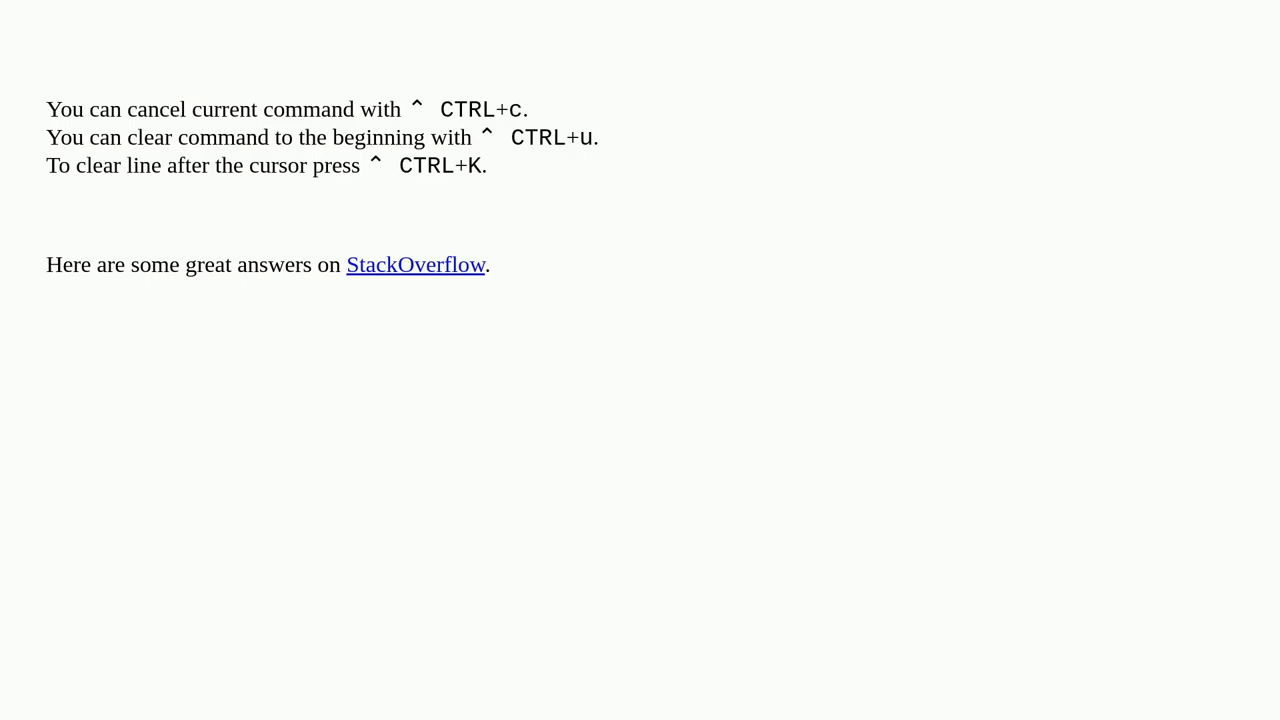 You can cancel current command with ⌃ CTRL+c.
You can clear command to the beginning with ⌃ CTRL+u.
To clear line after the cursor press ⌃ CTRL+K.
Here are some great answers on StackOverflow.